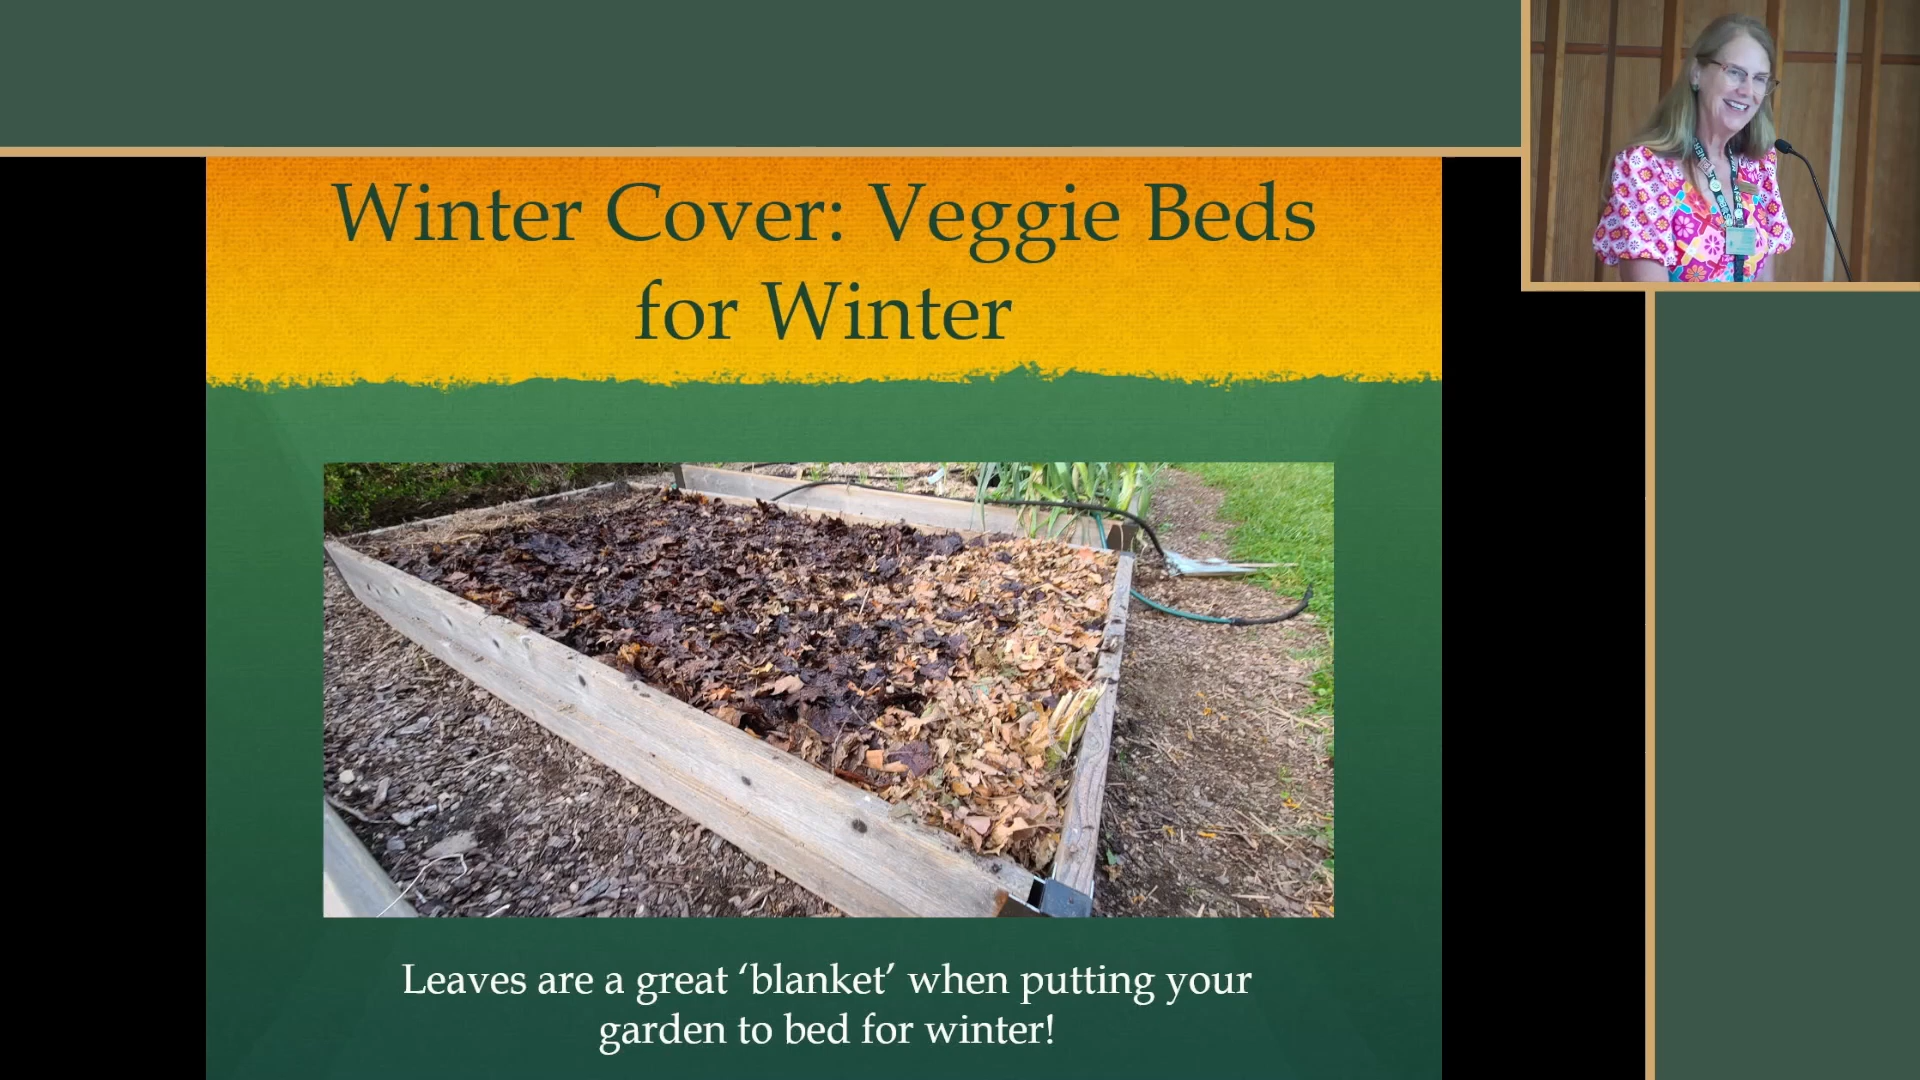 Winter Cover: Veggie Beds
for Winter
Leaves are a great ‘blanket’ when putting your
garden to bed for winter!